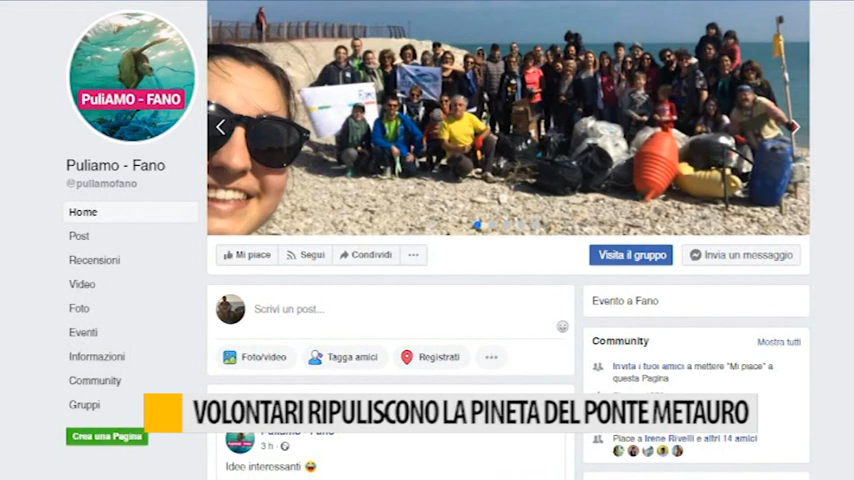 PuliAMO - FANO
Puliamo - Fano
@puliamofano
Home
Post
Recensioni
Video
Foto
Eventi
Informazioni
Community
Gruppi
Crea una Pagina
Mi piace
Segui
Condividi
Visita il gruppo
Invia un messaggio
Scrivi un post...
Foto/video
Tagga amici
Registrati
Evento a Fano
Community
Mostra tutti
Invita i tuoi amici a mettere "Mi piace" a
questa Pagina
VOLONTARI RIPULISCONO LA PINETA DEL PONTE METAURO
Piace a Irene Rivelli e altri 14 amici
Puliamo - Fano
3 h
Idee interessanti